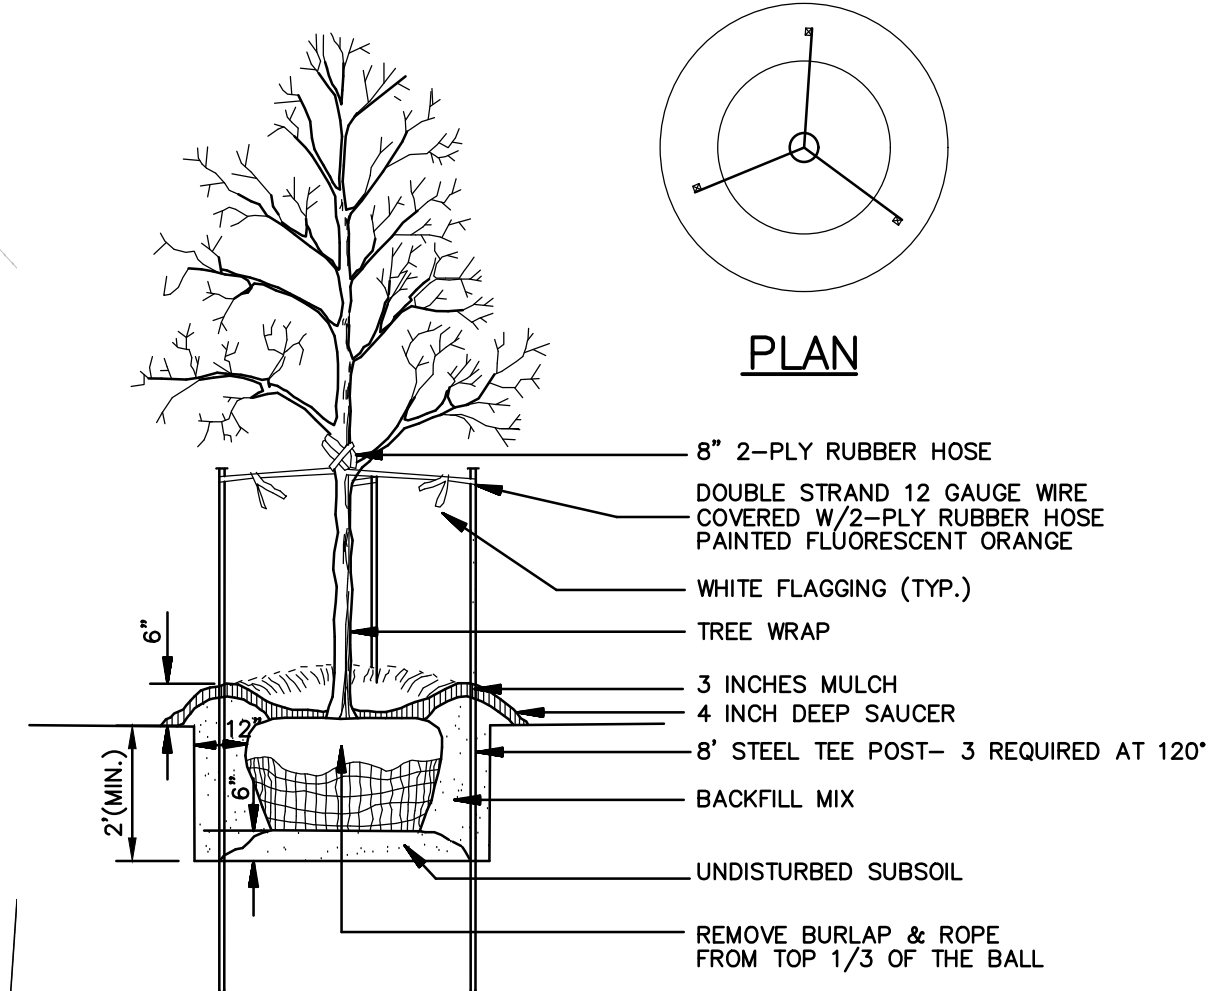 PLAN
8" 2-PLY RUBBER HOSE
DOUBLE STRAND 12 GAUGE WIRE
COVERED W/2-PLY RUBBER HOSE
PAINTED FLUORESCENT ORANGE
WHITE FLAGGING (TYP.)
TREE WRAP
6"
3 INCHES MULCH
4 INCH DEEP SAUCER
12"
8' STEEL TEE POST- 3 REQUIRED AT 120°
2'(MIN.)
6"
BACKFILL MIX
UNDISTURBED SUBSOIL
REMOVE BURLAP & ROPE
FROM TOP 1/3 OF THE BALL